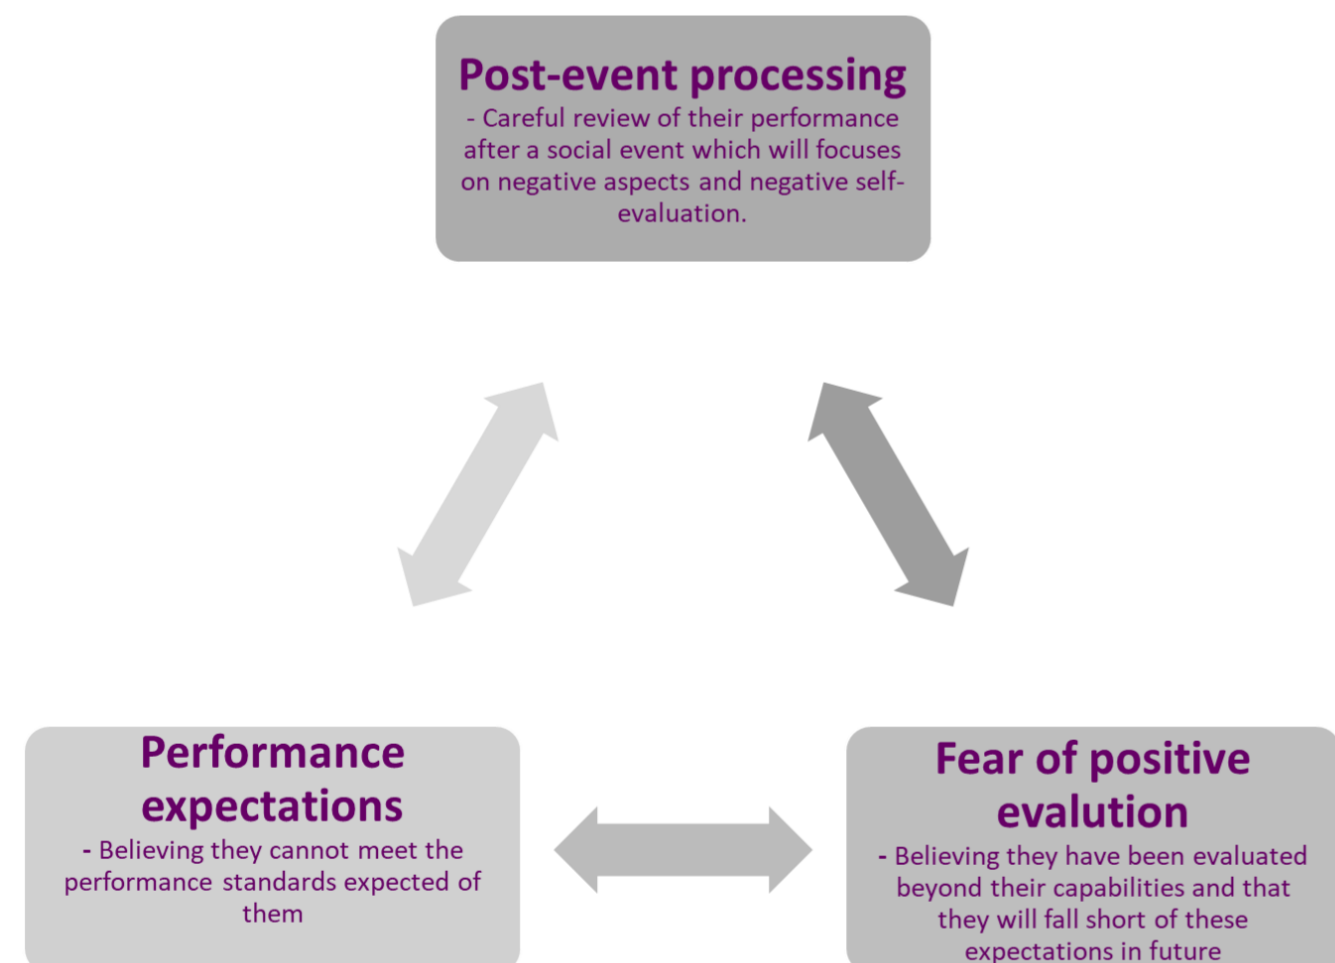 Post-event processing
- Careful review of their performance
after a social event which will focuses
on negative aspects and negative self-
evaluation.
Performance
expectations
- Believing they cannot meet the
performance standards expected of
them
Fear of positive
evalution
- Believing they have been evaluated
beyond their capabilities and that
they will fall short of these
expectations in future